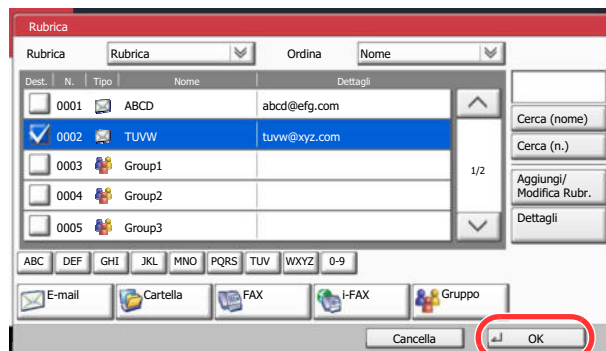 Rubrica
Rubrica Rubrica Ordina Nome
Dest. N. Tipo Nome Dettagli
0001 ABCD abcd@efg.com
0002 TUVW tuvw@xyz.com
0003 Group1
0004 Group2
0005 Group3
1/2
Cerca (nome)
Cerca (n.)
Aggiungi/
Modifica Rubr.
Dettagli
ABC DEF GHI JKL MNO PQRS TUV WXYZ 0-9
E-mail Cartella FAX i-FAX Gruppo
Cancella OK